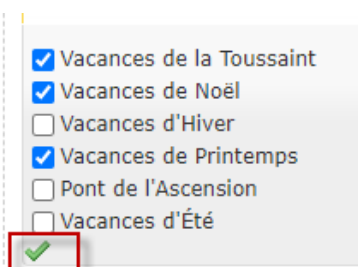 Vacances de la Toussaint
Vacances de Noël
Vacances d'Hiver
Vacances de Printemps
Pont de l'Ascension
Vacances d'Été